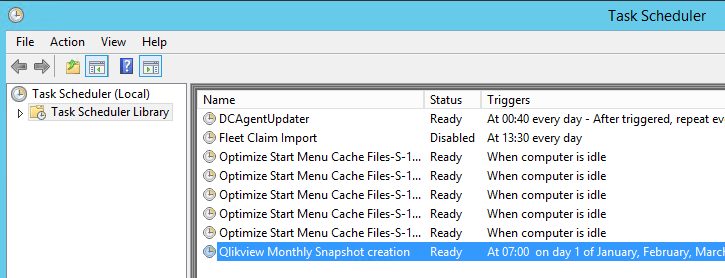 Task Scheduler
File Action View Help
Task Scheduler (Local)
Task Scheduler Library
Name Status Triggers
DCAgentUpdater Ready At 00:40 every day - After triggered, repeat eve
Fleet Claim Import Disabled At 13:30 every day
Optimize Start Menu Cache Files-S-1... Ready When computer is idle
Optimize Start Menu Cache Files-S-1... Ready When computer is idle
Optimize Start Menu Cache Files-S-1... Ready When computer is idle
Optimize Start Menu Cache Files-S-1... Ready When computer is idle
Optimize Start Menu Cache Files-S-1... Ready When computer is idle
Qlikview Monthly Snapshot creation Ready At 07:00 on day 1 of January, February, March